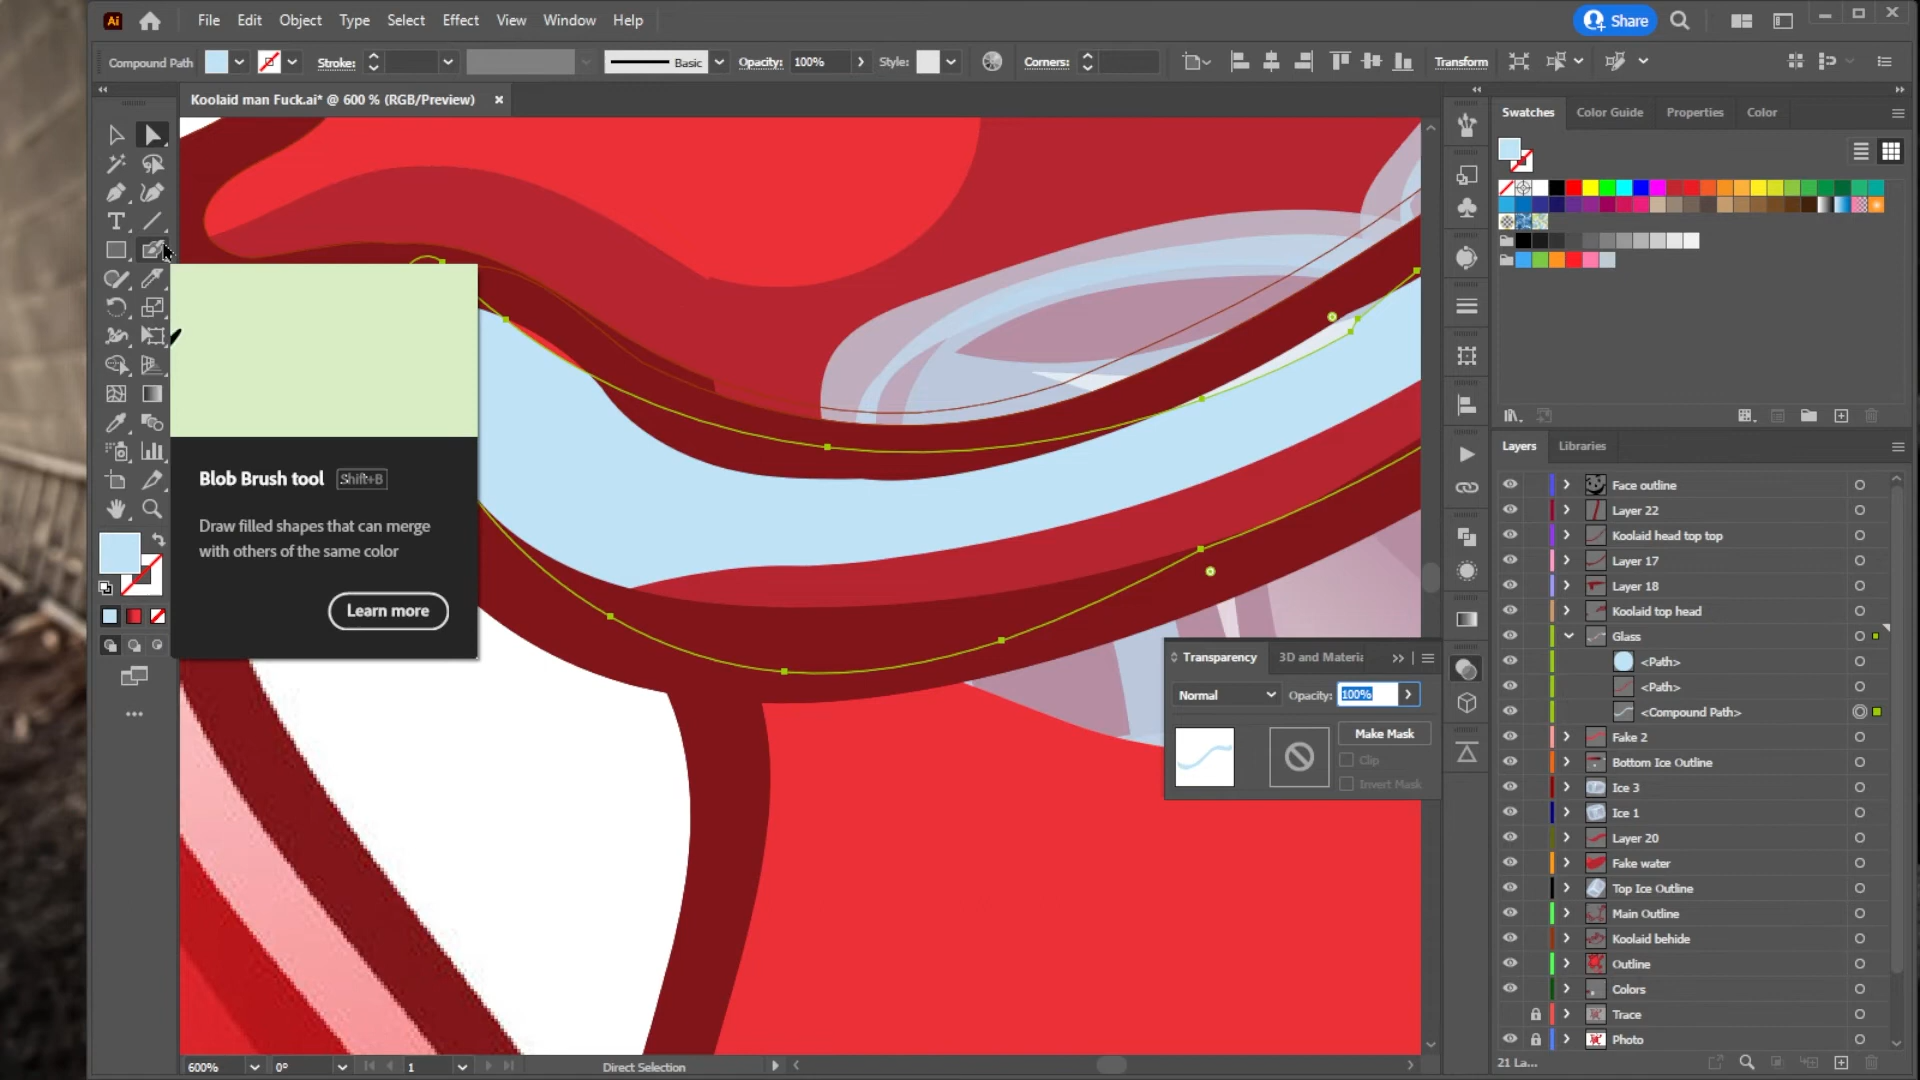 Ai File Edit Object Type Select Effect View Window Help Share
Compound Path Stroke: Basic Opacity: 100% Style: Corners: Transform
Koolaid man Fuck.ai* @ 600 % (RGB/Preview) ×
Swatches Color Guide Properties Color
Blob Brush tool Shift+B
Draw filled shapes that can merge
with others of the same color
Learn more
Transparency 3D and Materia
Normal Opacity: 100%
Make Mask
Clip
Invert Mask
Layers Libraries
Face outline
Layer 22
Koolaid head top top
Layer 17
Layer 18
Koolaid top head
Glass
<Path>
<Path>
<Compound Path>
Fake 2
Bottom Ice Outline
Ice 3
Ice 1
Layer 20
Fake water
Top Ice Outline
Main Outline
Koolaid behide
Outline
Colors
Trace
Photo
21 La...
600% 0° 1 Direct Selection